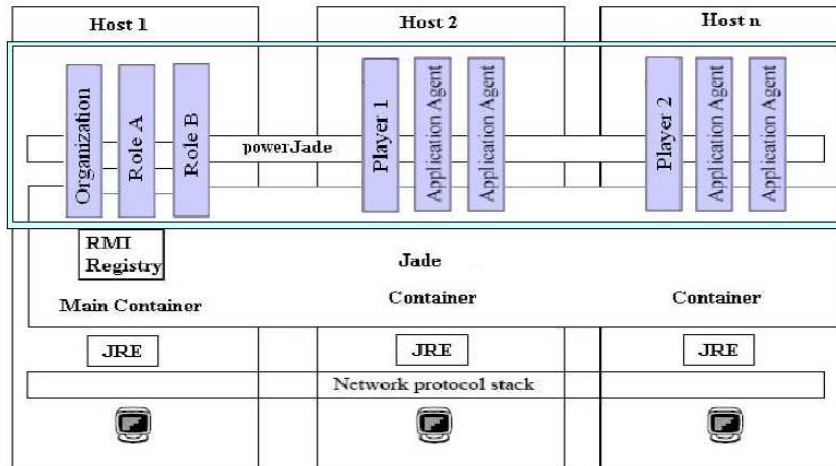 Host 1
Host 2
Host n
Organization
Role A
Role B
powerJade
Player 1
Application Agent
Application Agent
Player 2
Application Agent
Application Agent
RMI
Registry
Jade
Main Container
Container
Container
JRE
JRE
JRE
Network protocol stack